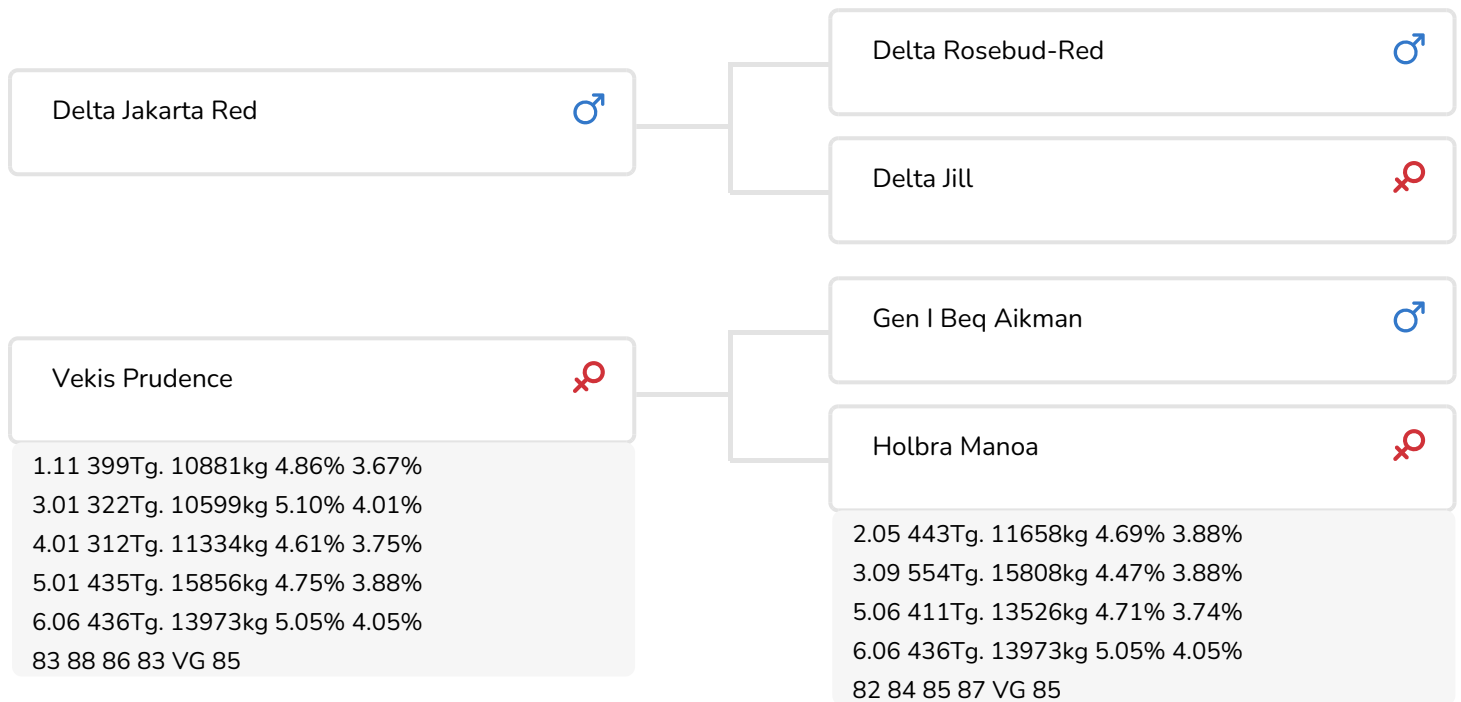 Delta Jakarta Red
Delta Rosebud-Red
Delta Jill
Vekis Prudence
1.11 399Tg. 10881kg 4.86% 3.67%
3.01 322Tg. 10599kg 5.10% 4.01%
4.01 312Tg. 11334kg 4.61% 3.75%
5.01 435Tg. 15856kg 4.75% 3.88%
6.06 436Tg. 13973kg 5.05% 4.05%
83 88 86 83 VG 85
Gen I Beq Aikman
Holbra Manoa
2.05 443Tg. 11658kg 4.69% 3.88%
3.09 554Tg. 15808kg 4.47% 3.88%
5.06 411Tg. 13526kg 4.71% 3.74%
6.06 436Tg. 13973kg 5.05% 4.05%
82 84 85 87 VG 85